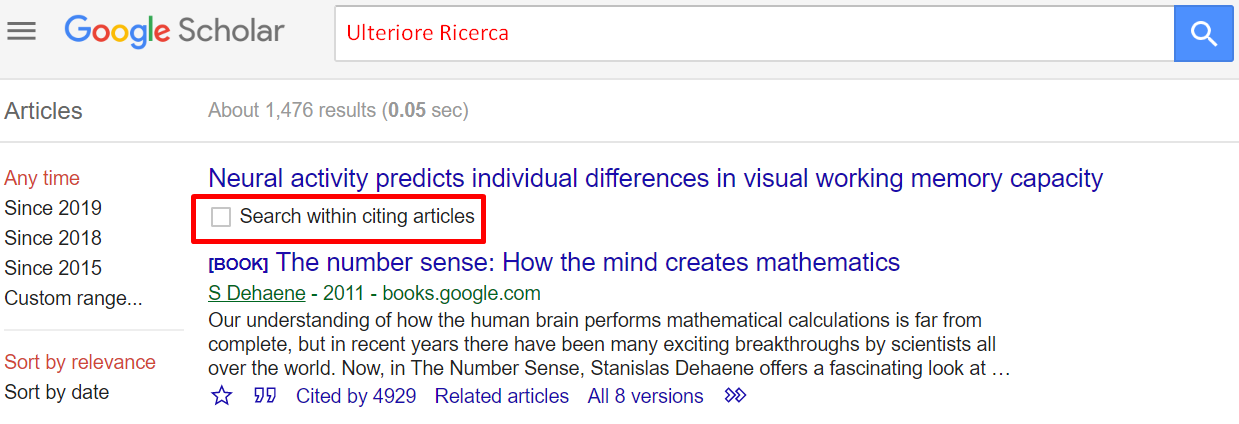 Google Scholar
Ulteriore Ricerca
Articles
About 1,476 results (0.05 sec)
Any time
Since 2019
Since 2018
Since 2015
Custom range...
Sort by relevance
Sort by date
Neural activity predicts individual differences in visual working memory capacity
Search within citing articles
[BOOK] The number sense: How the mind creates mathematics
S Dehaene - 2011 - books.google.com
Our understanding of how the human brain performs mathematical calculations is far from
complete, but in recent years there have been many exciting breakthroughs by scientists all
over the world. Now, in The Number Sense, Stanislas Dehaene offers a fascinating look at …
Cited by 4929 Related articles All 8 versions